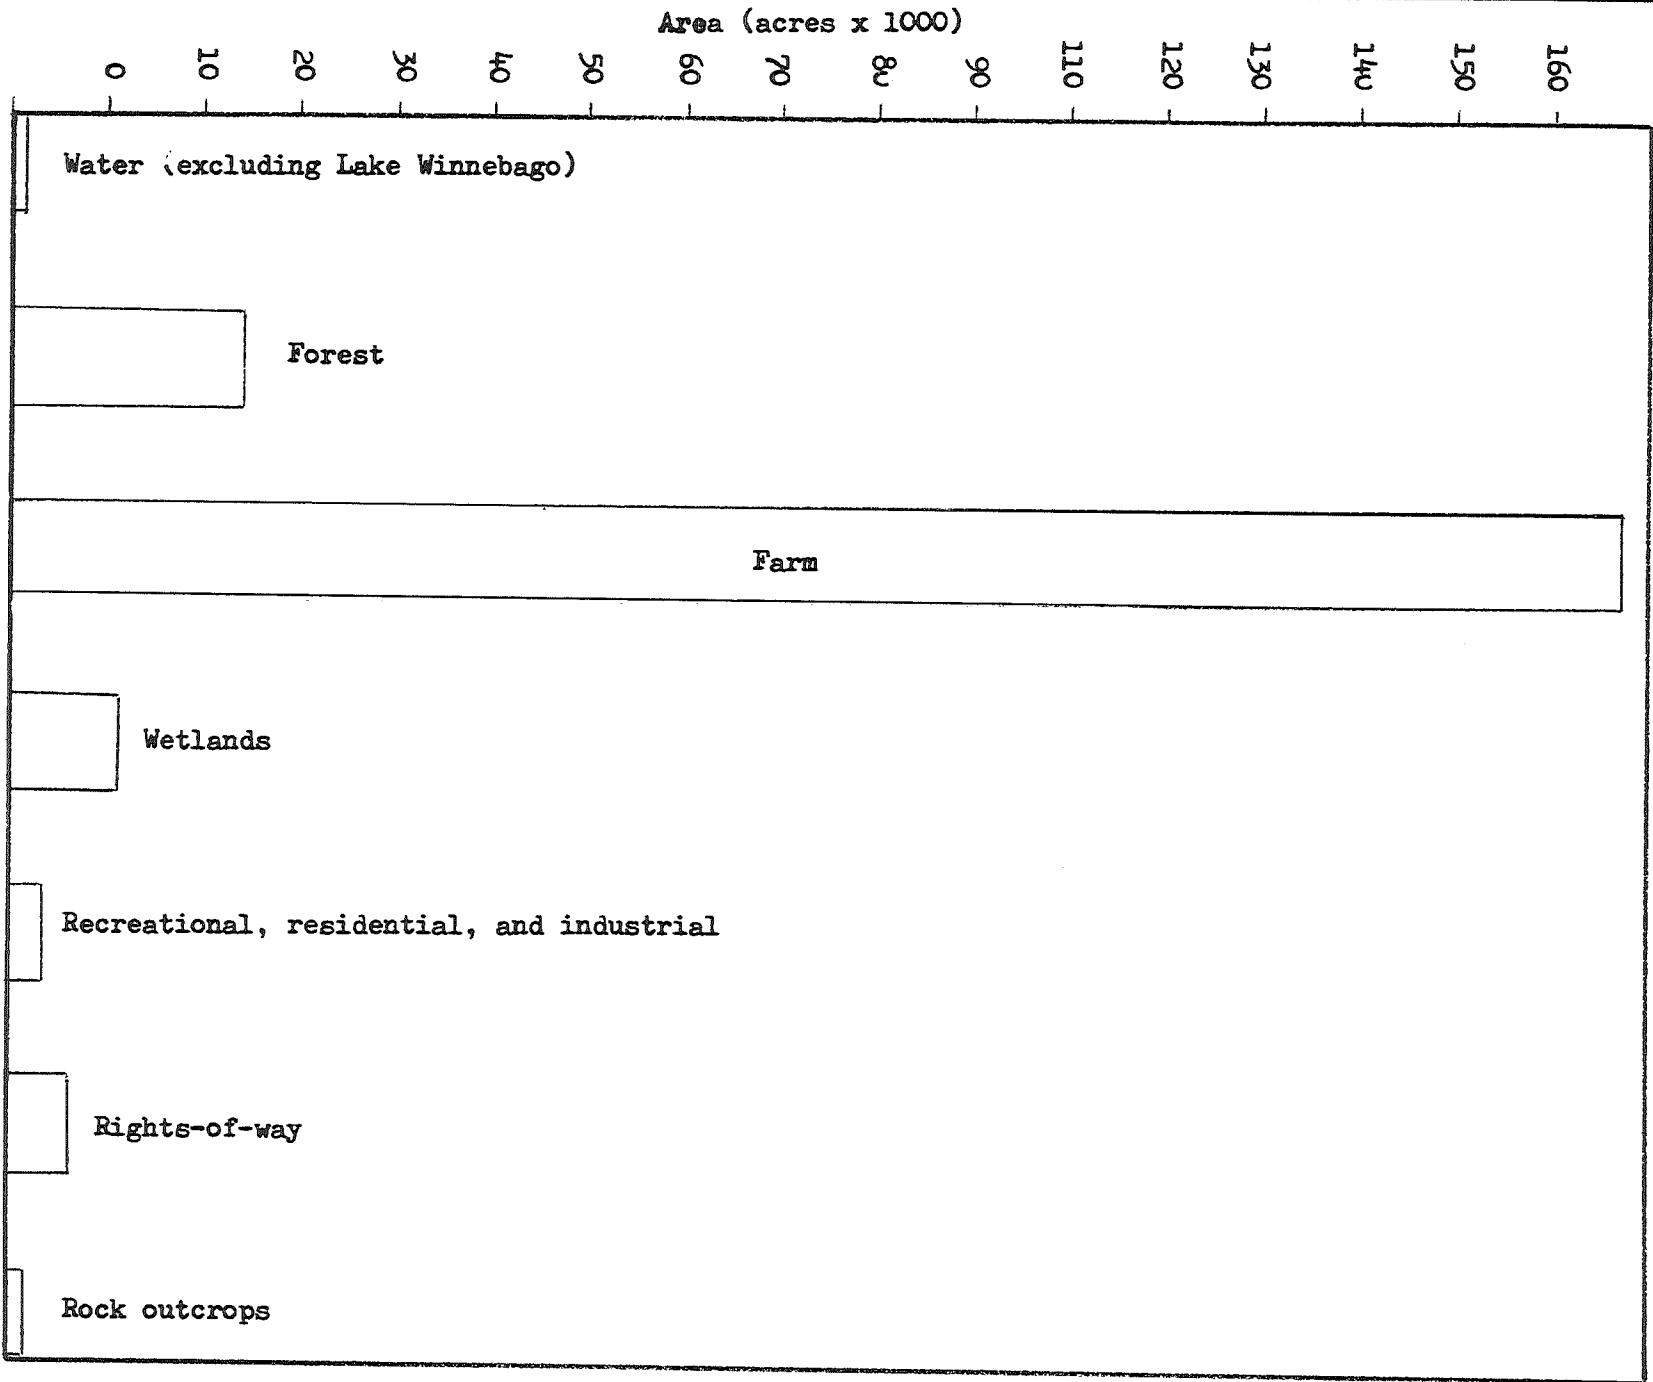 Area (acres x 1000)
0 10 20 30 40 50 60 70 80 90 110 120 130 140 150 160
Water (excluding Lake Winnebago)
Forest
Farm
Wetlands
Recreational, residential, and industrial
Rights-of-way
Rock outcrops